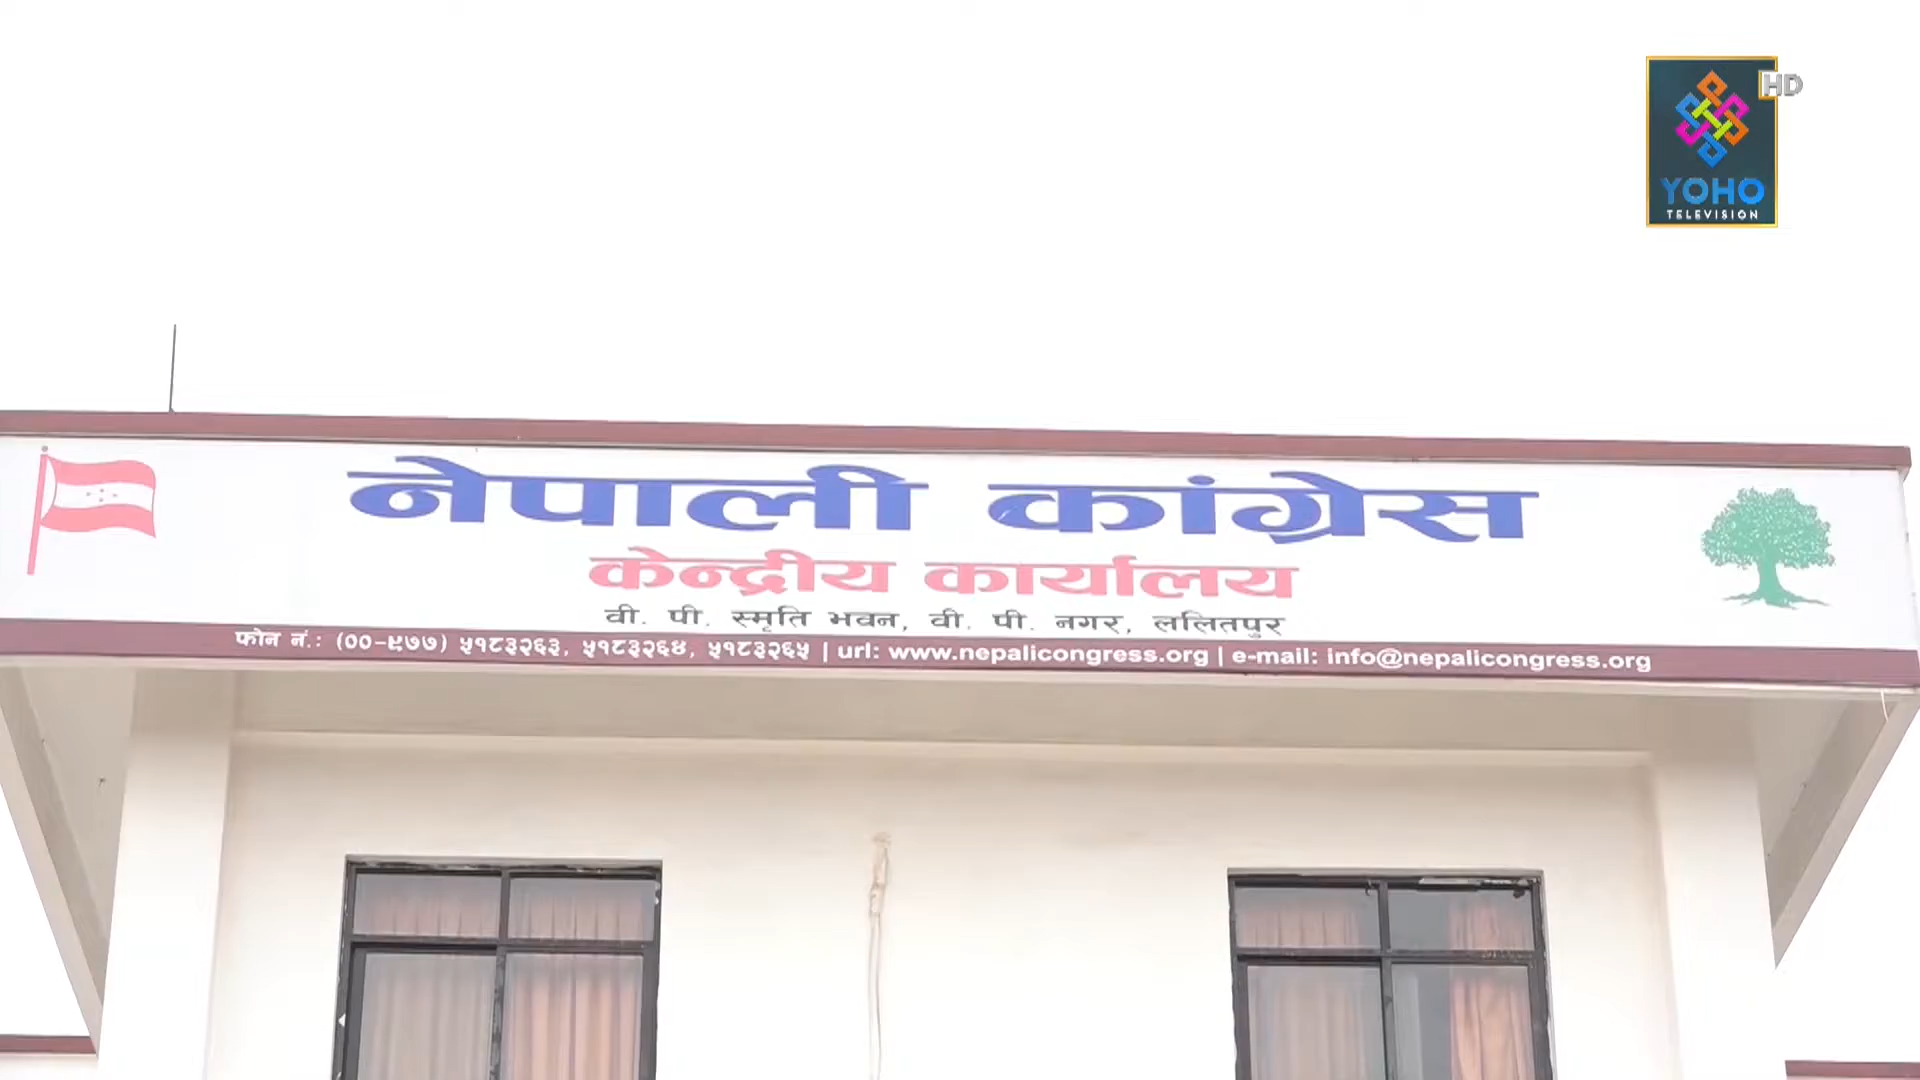 HD
YOHO
TELEVISION
नेपाली कांग्रेस
केन्द्रीय कार्यालय
वी. पी. स्मृति भवन, वी. पी. नगर, ललितपुर
फोन नं.: (००-९७७) ५१८३२६३, ५१८३२६४, ५१८३२६५ | url: www.nepalicongress.org | e-mail: info@nepalicongress.org